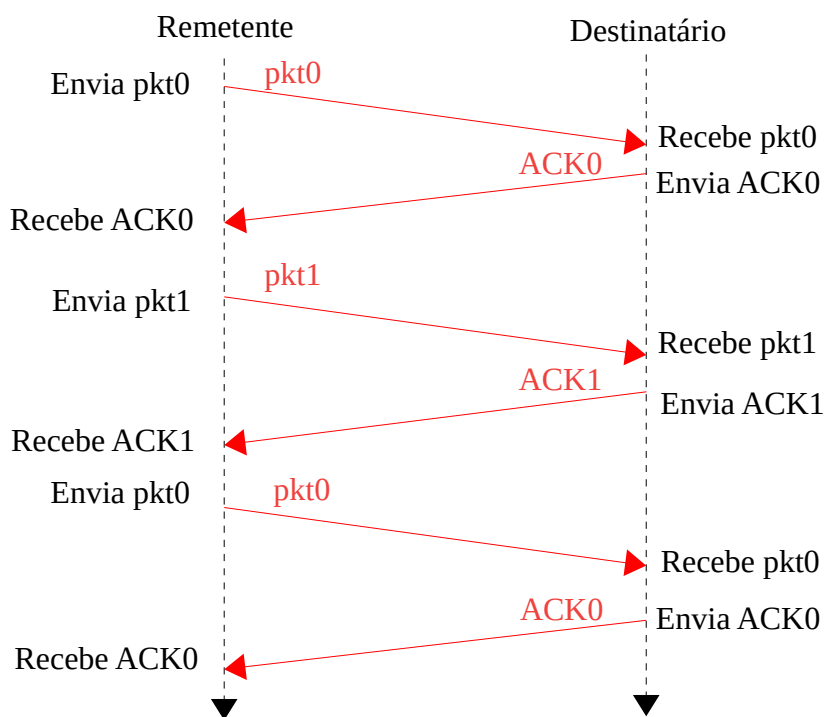 Remetente
Destinatário
Envia pkt0
pkt0
Recebe pkt0
ACK0
Envia ACK0
Recebe ACK0
pkt1
Envia pkt1
Recebe pkt1
ACK1
Envia ACK1
Recebe ACK1
Envia pkt0
pkt0
Recebe pkt0
ACK0
Envia ACK0
Recebe ACK0